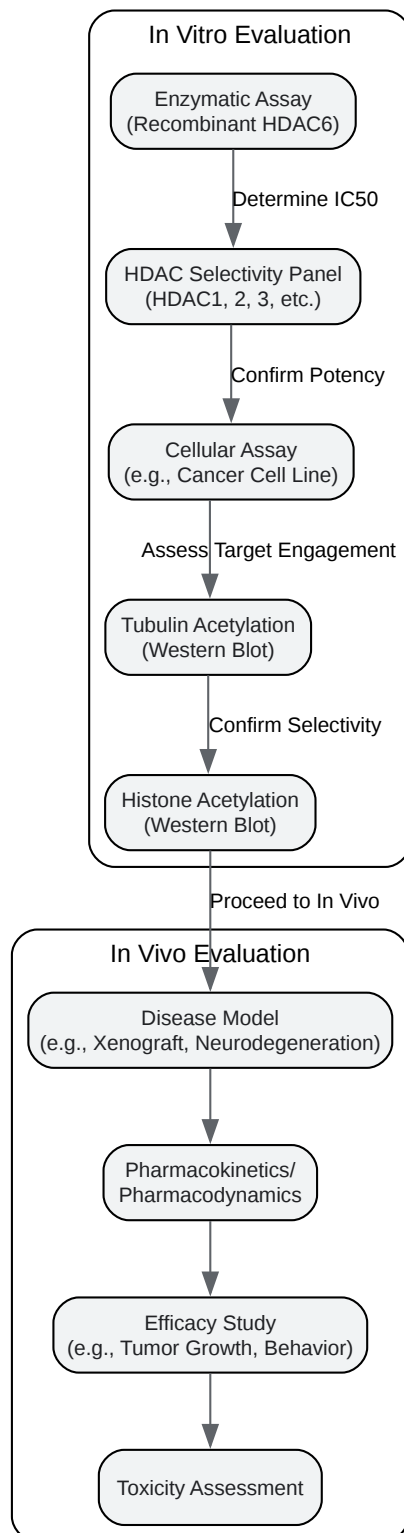 In Vitro Evaluation
Enzymatic Assay
(Recombinant HDAC6)
Determine IC50
HDAC Selectivity Panel
(HDAC1, 2, 3, etc.)
Confirm Potency
Cellular Assay
(e.g., Cancer Cell Line)
Assess Target Engagement
Tubulin Acetylation
(Western Blot)
Confirm Selectivity
Histone Acetylation
(Western Blot)
Proceed to In Vivo
In Vivo Evaluation
Disease Model
(e.g., Xenograft, Neurodegeneration)
Pharmacokinetics/
Pharmacodynamics
Efficacy Study
(e.g., Tumor Growth, Behavior)
Toxicity Assessment